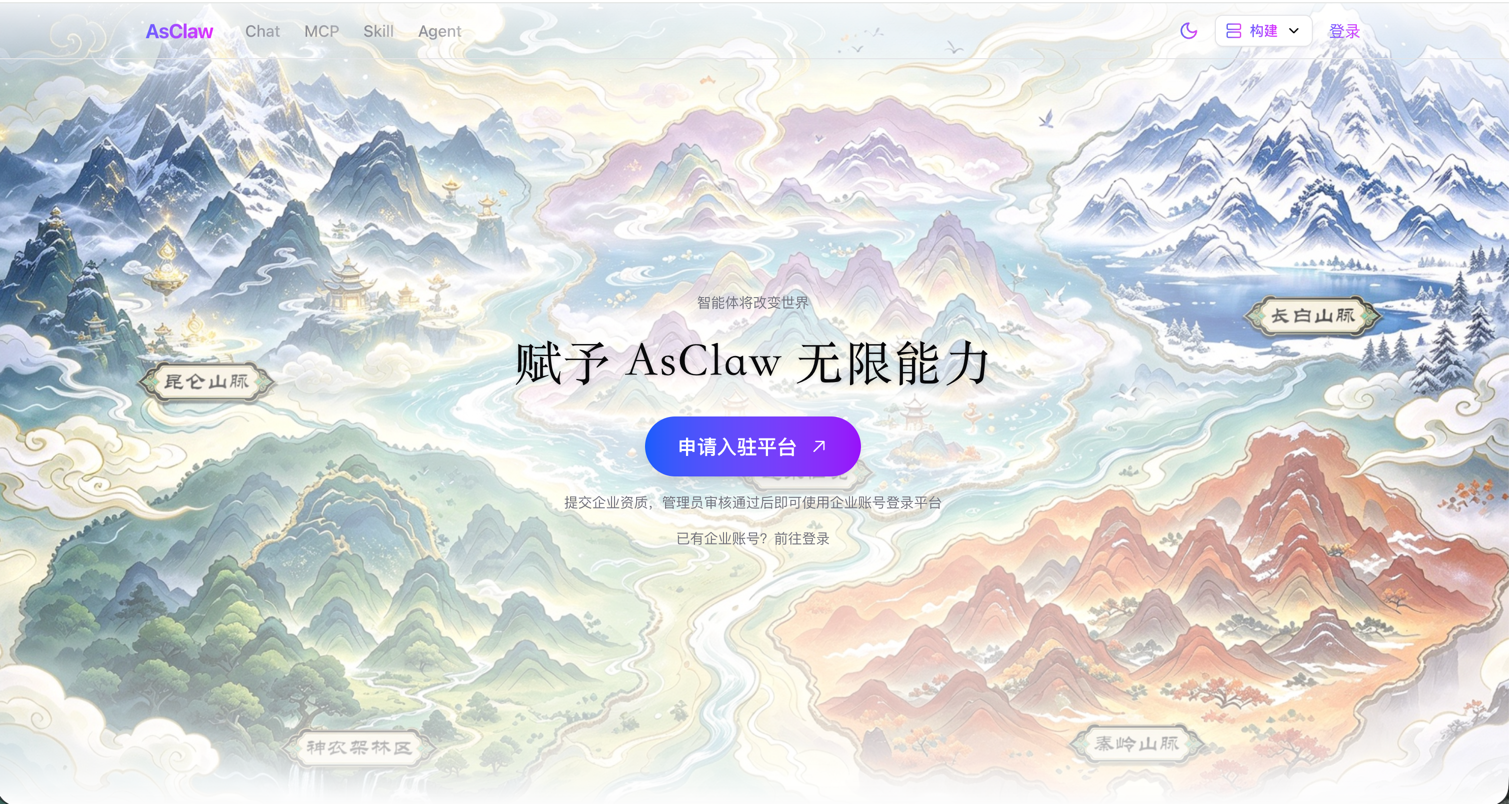 AsClaw Chat MCP Skill Agent 构建 登录
智能体将改变世界
长白山脉
赋予 AsClaw 无限能力
昆仑山脉
申请入驻平台
提交企业资质，管理员审核通过后即可使用企业账号登录平台
已有企业账号？前往登录
神农架林区
秦岭山脉